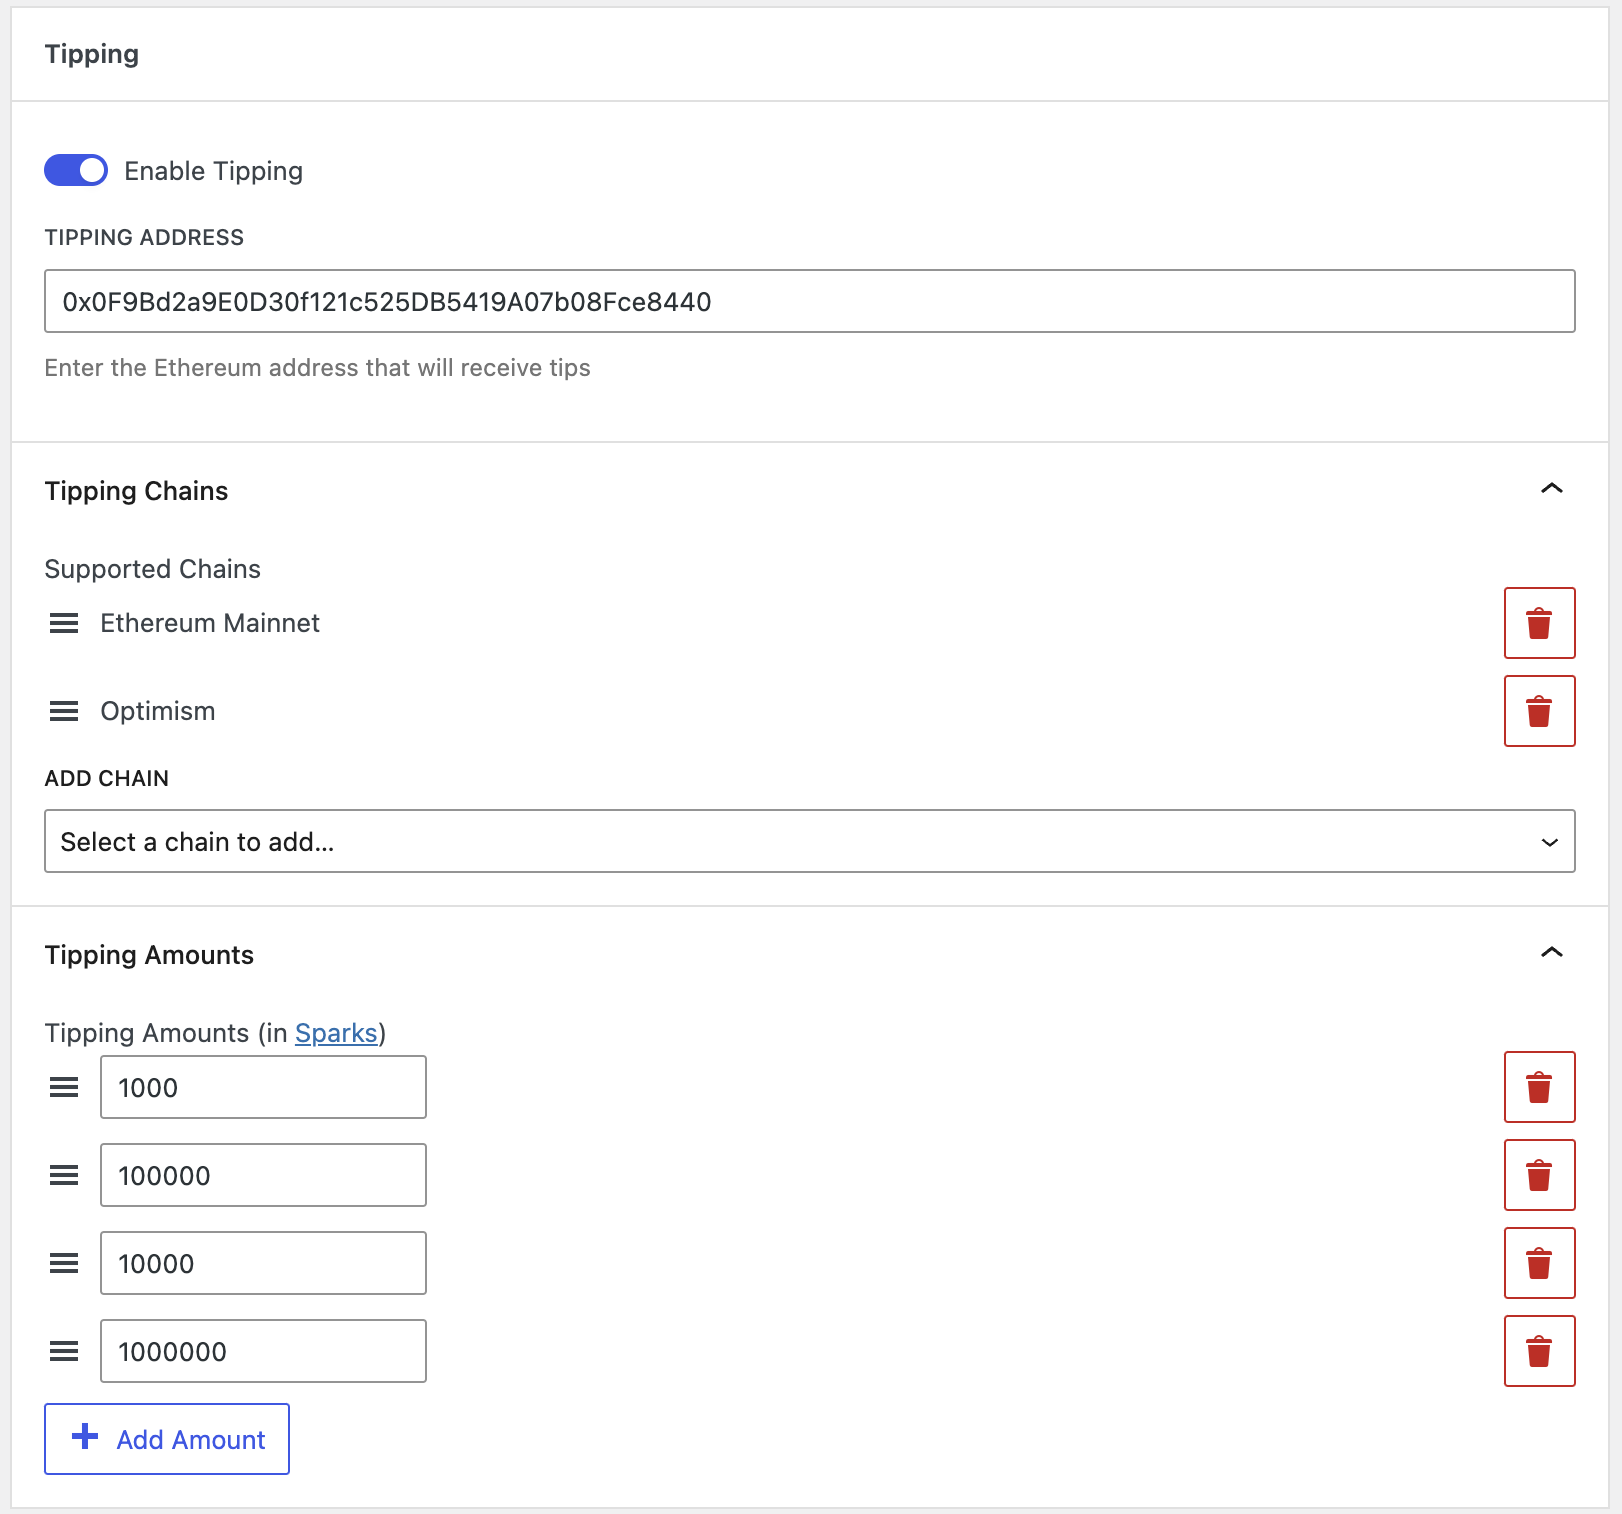 Tipping
Enable Tipping
TIPPING ADDRESS
0x0F9Bd2a9E0D30f121c525DB5419A07b08Fce8440
Enter the Ethereum address that will receive tips
Tipping Chains
Supported Chains
Ethereum Mainnet
Optimism
ADD CHAIN
Select a chain to add...
Tipping Amounts
Tipping Amounts (in Sparks)
1000
100000
10000
1000000
Add Amount